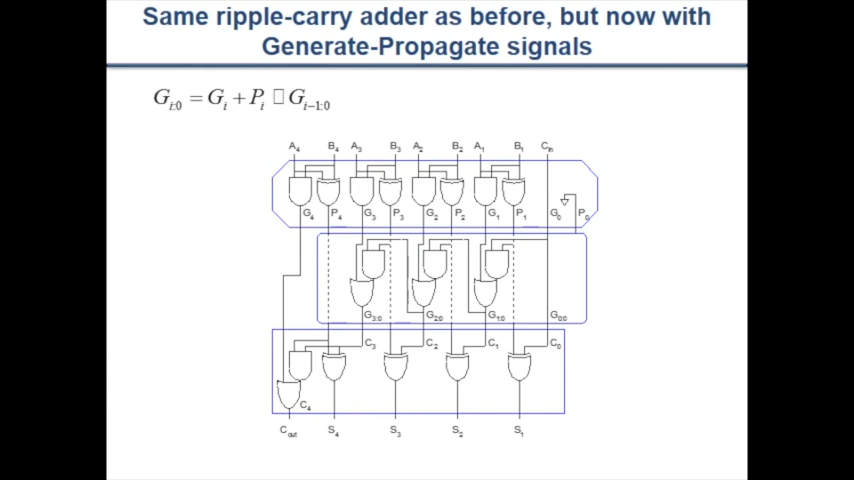 Same ripple-carry adder as before, but now with
Generate-Propagate signals
G_{i:0} = G_i + P_i □ G_{i-1:0}
A4 B4 A3 B3 A2 B2 A1 B1 Cin
G4 P4 G3 P3 G2 P2 G1 P1 G0 P0
G3:0 G2:0 G1:0 G0:0
C3 C2 C1 C0
C4
Cout S4 S3 S2 S1